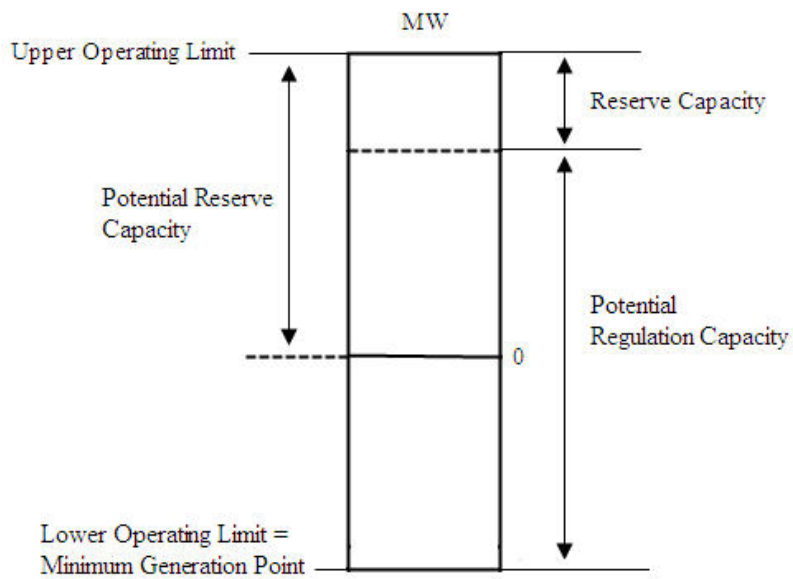 MW
Upper Operating Limit
Reserve Capacity
Potential Reserve
Capacity
Potential
Regulation Capacity
0
Lower Operating Limit =
Minimum Generation Point